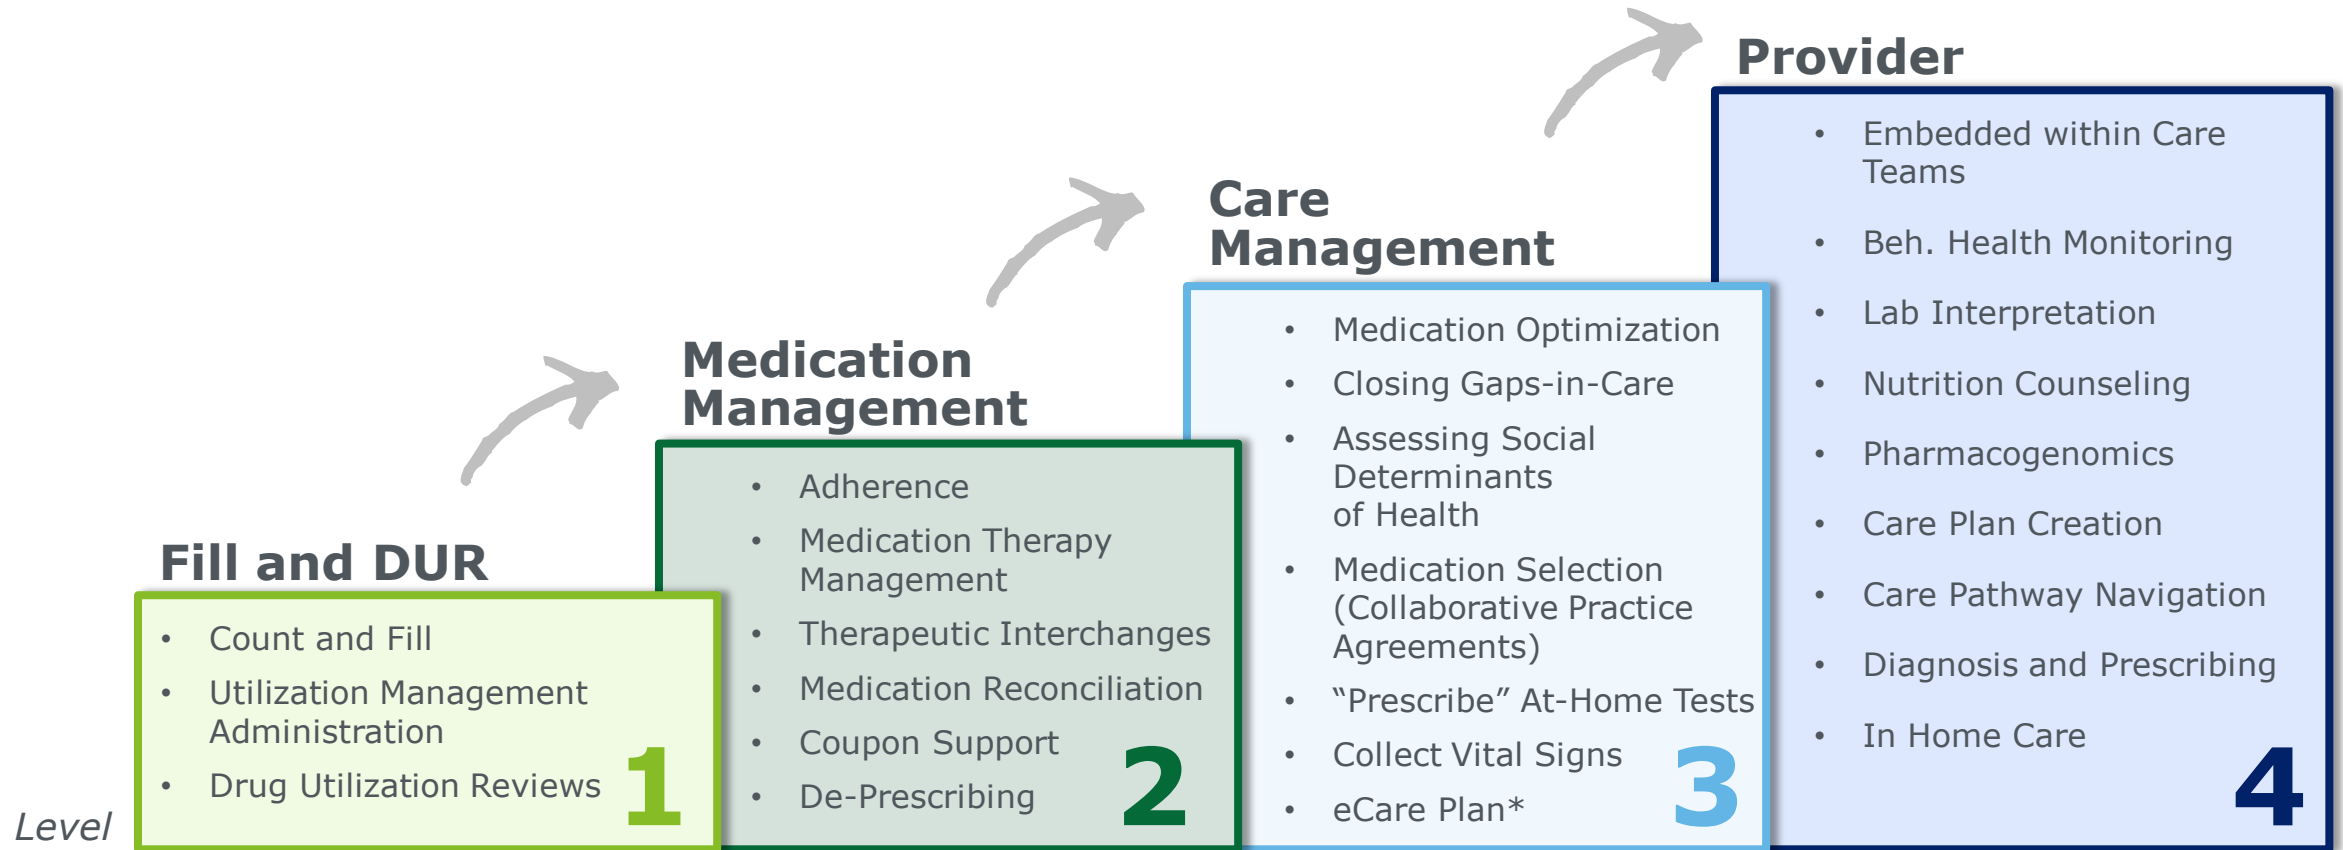 Fill and DUR
• Count and Fill
• Utilization Management
Administration
• Drug Utilization Reviews
1
Medication
Management
• Adherence
• Medication Therapy
Management
• Therapeutic Interchanges
• Medication Reconciliation
• Coupon Support
• De-Prescribing
2
Care
Management
• Medication Optimization
• Closing Gaps-in-Care
• Assessing Social
Determinants
of Health
• Medication Selection
(Collaborative Practice
Agreements)
• “Prescribe” At-Home Tests
• Collect Vital Signs
• eCare Plan*
3
Provider
• Embedded within Care
Teams
• Beh. Health Monitoring
• Lab Interpretation
• Nutrition Counseling
• Pharmacogenomics
• Care Plan Creation
• Care Pathway Navigation
• Diagnosis and Prescribing
• In Home Care
4
Level